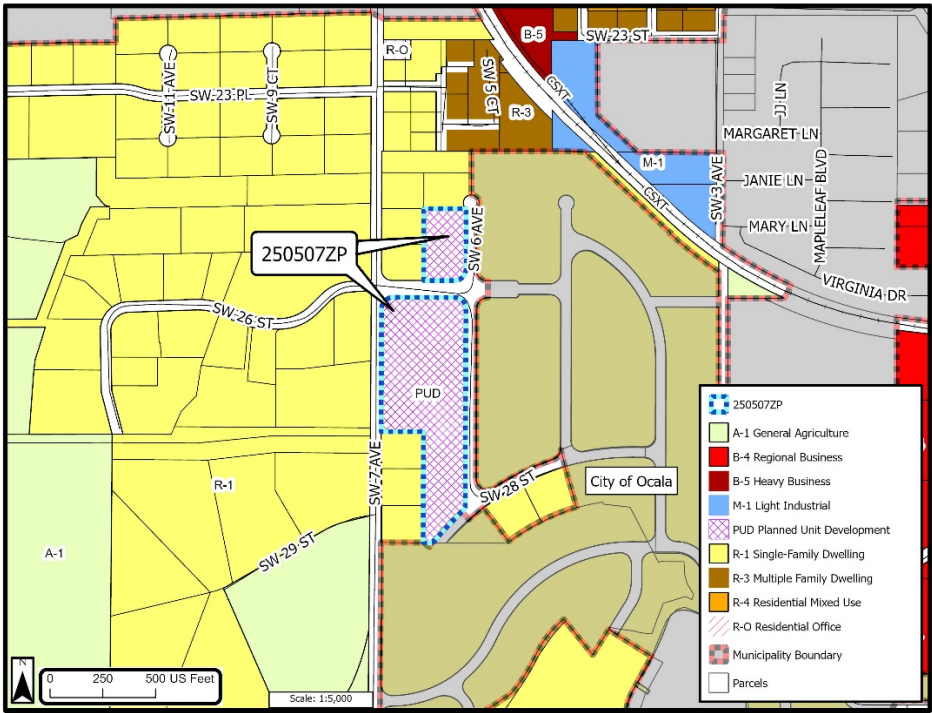 B-5
SW 23 ST
R-O
SW 11 AVE
SW 9 CT
SW 5 CT
CSXT
SW 23 PL
R-3
JJ LN
MARGARET LN
M-1
SW 3 AVE
JANIE LN
MAPLELEAF BLVD
CSXT
MARY LN
SW 6 AVE
250507ZP
VIRGINIA DR
SW 26 ST
PUD
SW 7 AVE
R-1
SW 28 ST
City of Ocala
A-1
SW 29 ST
250507ZP
A-1 General Agriculture
B-4 Regional Business
B-5 Heavy Business
M-1 Light Industrial
PUD Planned Unit Development
R-1 Single-Family Dwelling
R-3 Multiple Family Dwelling
R-4 Residential Mixed Use
R-O Residential Office
Municipality Boundary
Parcels
N
0 250 500 US Feet
Scale: 1:5,000